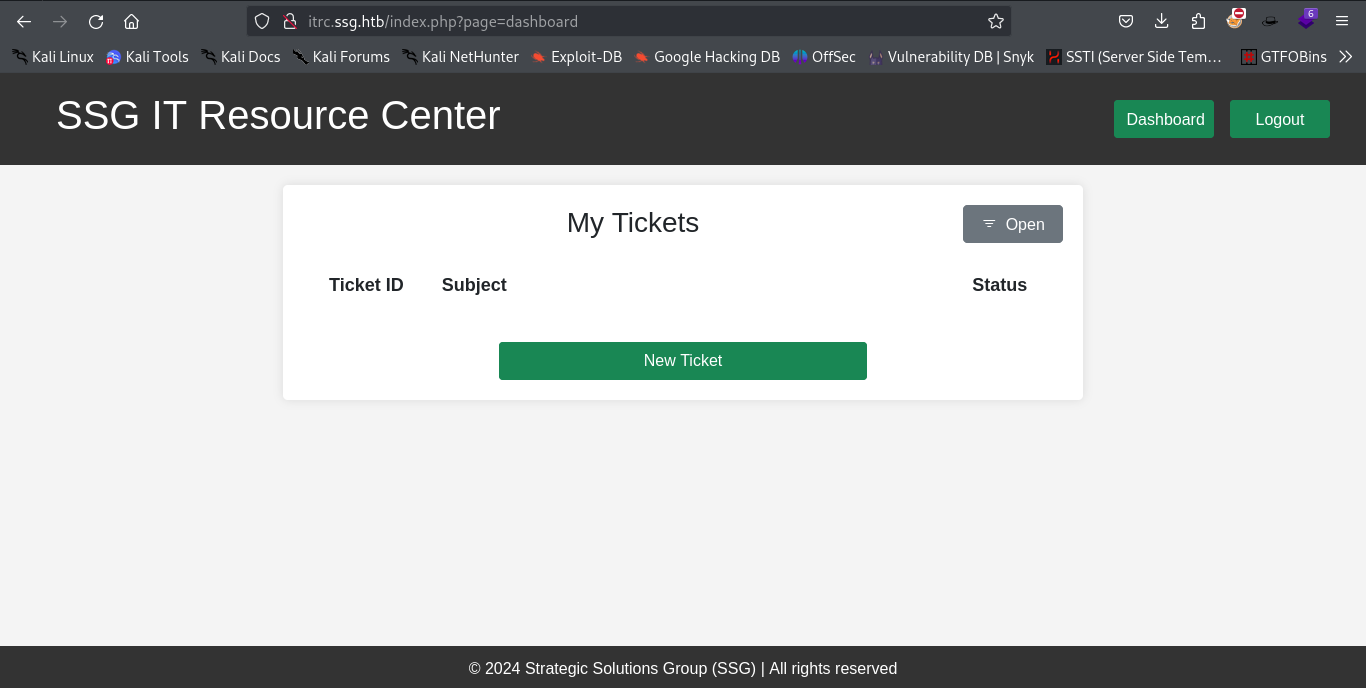 itrc.ssg.htb/index.php?page=dashboard
6
Kali Linux Kali Tools Kali Docs Kali Forums Kali NetHunter Exploit-DB Google Hacking DB OffSec Vulnerability DB | Snyk SSTI (Server Side Tem… GTFOBins
SSG IT Resource Center
Dashboard Logout
My Tickets
Open
Ticket ID Subject Status
New Ticket
© 2024 Strategic Solutions Group (SSG) | All rights reserved